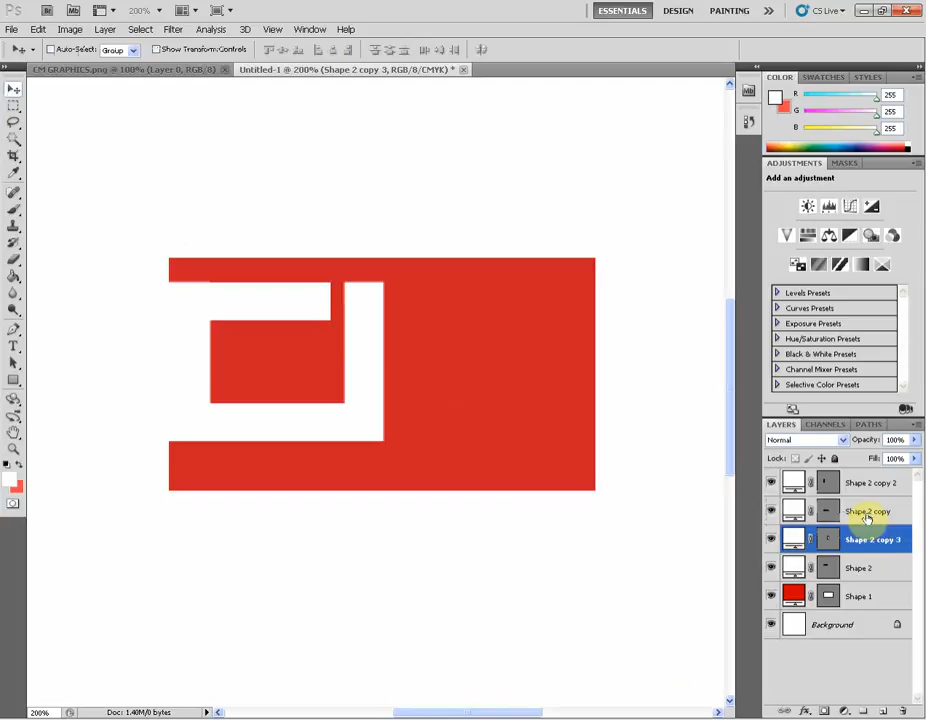 Ps Br Mb 200% ESSENTIALS DESIGN PAINTING CS Live
File Edit Image Layer Select Filter Analysis 3D View Window Help
Auto-Select: Group Show Transform Controls
CM GRAPHICS.png @ 100% (Layer 0, RGB/8) Untitled-1 @ 200% (Shape 2 copy 3, RGB/8/CMYK) *
COLOR SWATCHES STYLES
Mb
R 255
G 255
B 255
ADJUSTMENTS MASKS
Add an adjustment
Levels Presets
Curves Presets
Exposure Presets
Hue/Saturation Presets
Black & White Presets
Channel Mixer Presets
Selective Color Presets
LAYERS CHANNELS PATHS
Normal Opacity: 100%
Lock: Fill: 100%
Shape 2 copy 2
Shape 2 copy
Shape 2 copy 3
Shape 2
Shape 1
Background
200% Doc: 1.40M/0 bytes